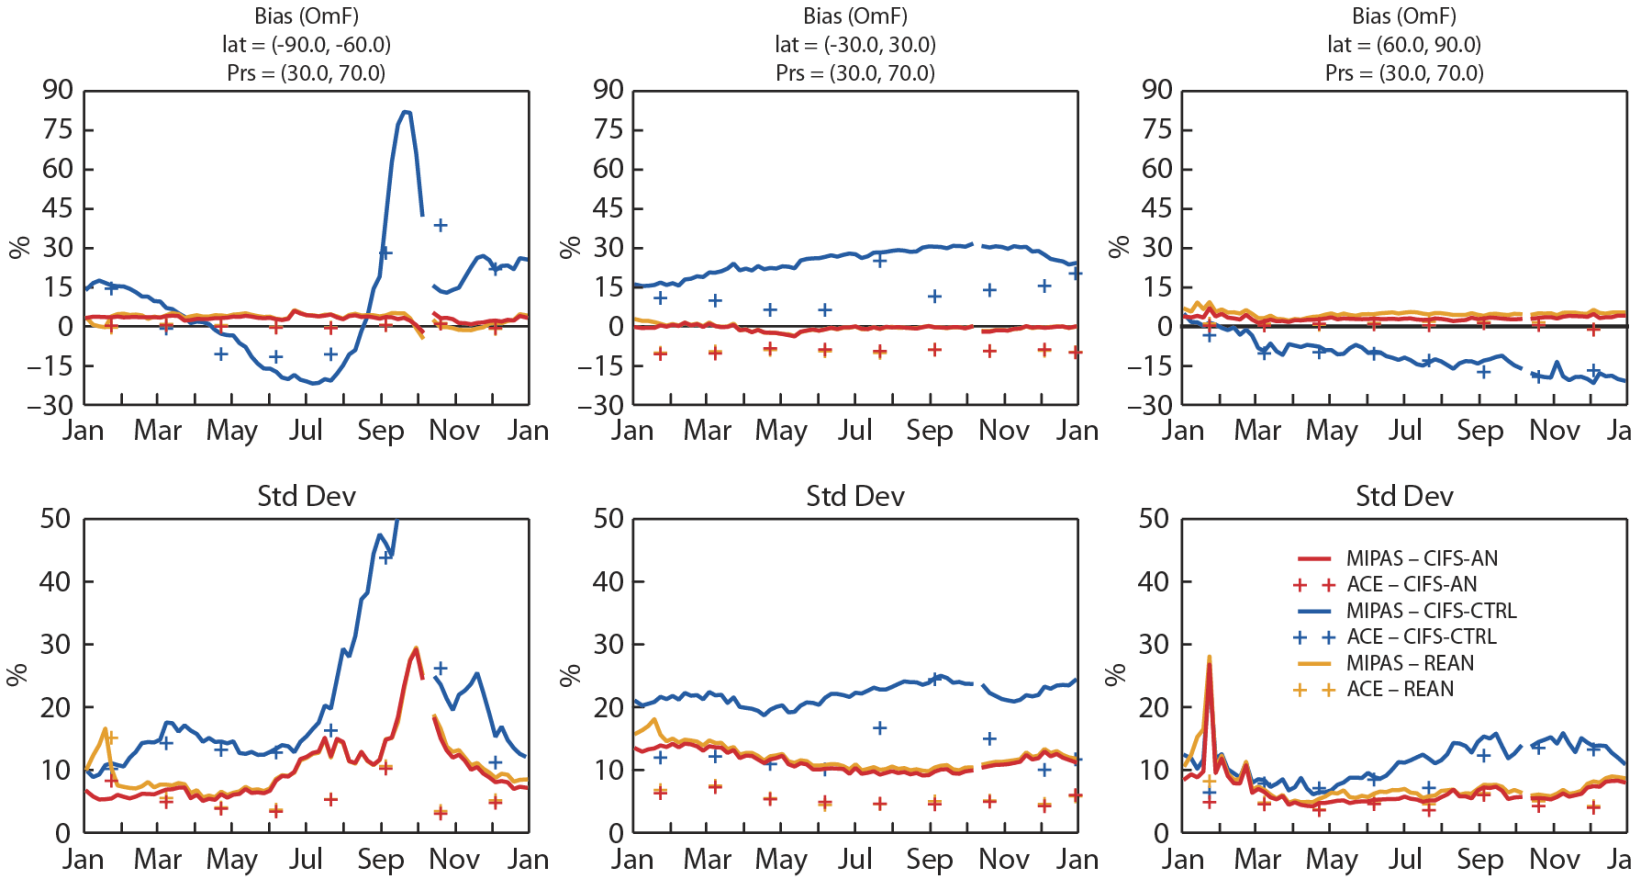 Bias (OmF)
lat = (-90.0, -60.0)
Prs = (30.0, 70.0)
90
75
60
45
30
15
0
−15
−30
%
Jan Mar May Jul Sep Nov Jan
Bias (OmF)
lat = (-30.0, 30.0)
Prs = (30.0, 70.0)
90
75
60
45
30
15
0
−15
−30
%
Jan Mar May Jul Sep Nov Jan
Bias (OmF)
lat = (60.0, 90.0)
Prs = (30.0, 70.0)
90
75
60
45
30
15
0
−15
−30
%
Jan Mar May Jul Sep Nov Ja
Std Dev
50
40
30
20
10
0
%
Jan Mar May Jul Sep Nov Jan
Std Dev
50
40
30
20
10
0
%
Jan Mar May Jul Sep Nov Jan
Std Dev
50
40
30
20
10
0
%
MIPAS – CIFS-AN
ACE – CIFS-AN
MIPAS – CIFS-CTRL
ACE – CIFS-CTRL
MIPAS – REAN
ACE – REAN
Jan Mar May Jul Sep Nov Ja